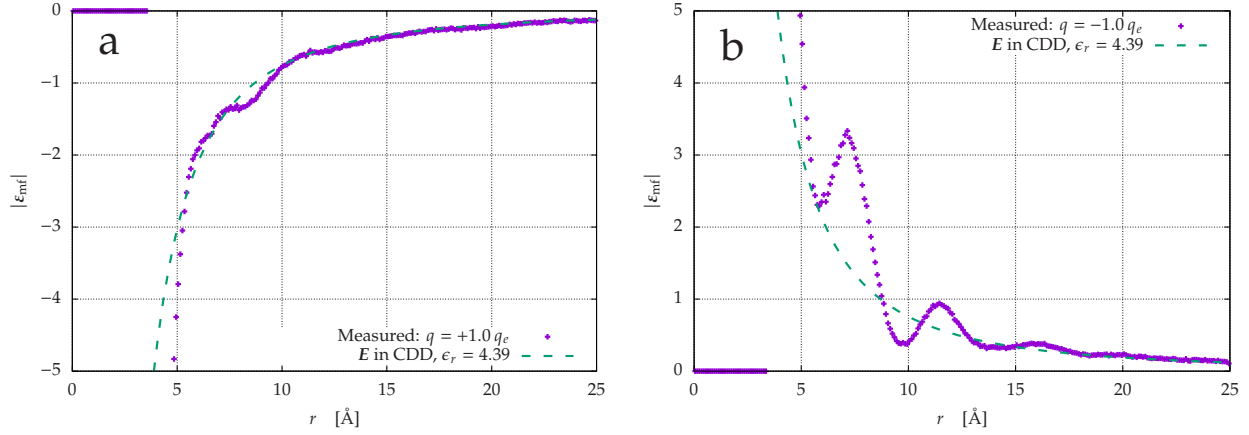 a
0
−1
−2
−3
−4
−5
|ε_mf|
0 5 10 15 20 25
r [Å]
Measured: q = +1.0 q_e
E in CDD, ϵ_r = 4.39
b
5
4
3
2
1
0
|ε_mf|
0 5 10 15 20 25
r [Å]
Measured: q = −1.0 q_e
E in CDD, ϵ_r = 4.39